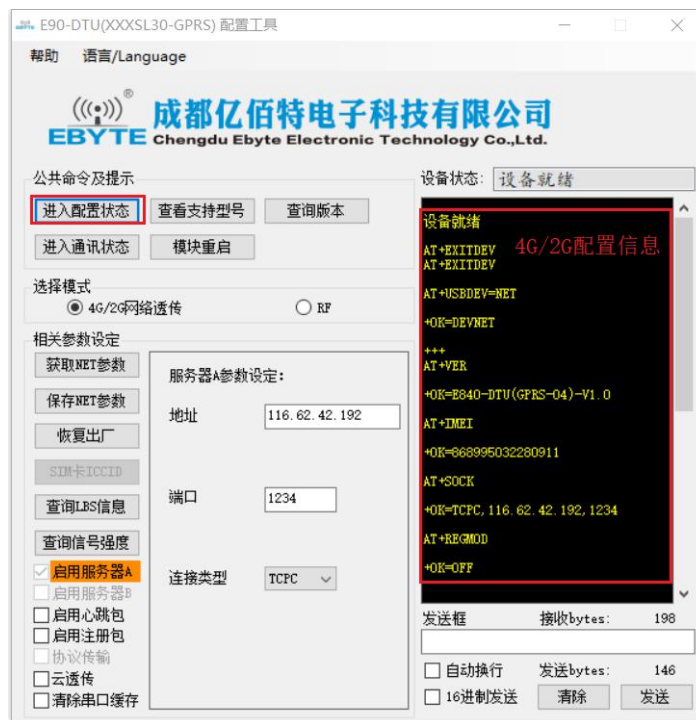 E90-DTU(XXXSL30-GPRS) 配置工具
帮助 语言/Language
EBYTE ®
成都亿佰特电子科技有限公司
Chengdu Ebyte Electronic Technology Co.,Ltd.
公共命令及提示
进入配置状态 查看支持型号 查询版本
进入通讯状态 模块重启
选择模式
4G/2G网络透传 RF
相关参数设定
获取NET参数
保存NET参数
恢复出厂
SIM卡ICCID
查询LBS信息
查询信号强度
启用服务器A
启用服务器B
启用心跳包
启用注册包
协议传输
云透传
清除串口缓存
服务器A参数设定:
地址 116.62.42.192
端口 1234
连接类型 TCPC
设备状态: 设备就绪
设备就绪
4G/2G配置信息
AT+EXITDEV
AT+EXITDEV
AT+USBDEV=NET
+OK=DEVNET
+++
AT+VER
+OK=E840-DTU(GPRS-04)-V1.0
AT+IMEI
+OK=868995032280911
AT+SOCK
+OK=TCPC,116.62.42.192,1234
AT+REGMOD
+OK=OFF
发送框 接收bytes: 198
自动换行 发送bytes: 146
16进制发送 清除 发送